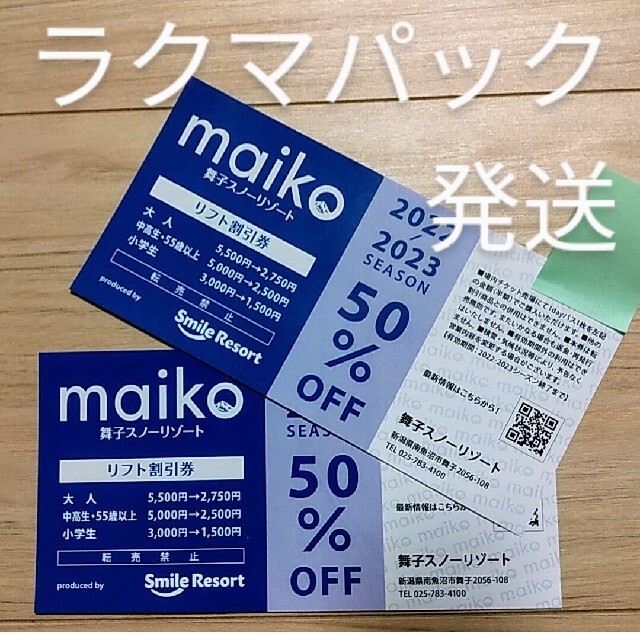 ラクマパック
発送
maiko
舞子スノーリゾート
リフト割引券
大人 5,500円→2,750円
中高生・55歳以上 5,000円→2,500円
小学生 3,000円→1,500円
転売禁止
produced by
Smile Resort
2022
2023
SEASON
50
%
OFF
最新情報はこちらから!
舞子スノーリゾート
新潟県南魚沼市舞子2056-108
TEL 025-783-4100
maiko
舞子スノーリゾート
リフト割引券
大人 5,500円→2,750円
中高生・55歳以上 5,000円→2,500円
小学生 3,000円→1,500円
転売禁止
produced by
Smile Resort
SEAS
50
%
OFF
最新情報はこちらか
舞子スノーリゾート
新潟県南魚沼市舞子2056-108
TEL 025-783-4100